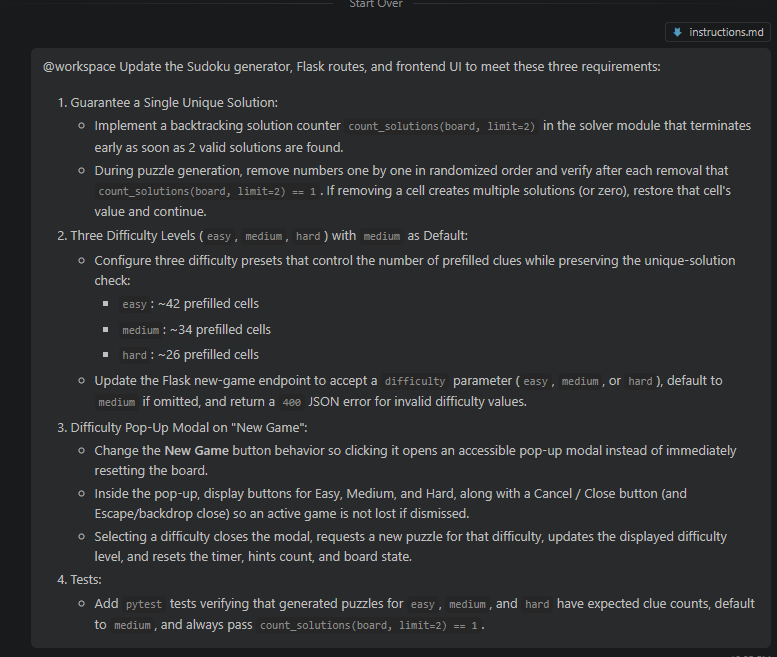 Start Over
instructions.md
@workspace Update the Sudoku generator, Flask routes, and frontend UI to meet these three requirements:
1. Guarantee a Single Unique Solution:
Implement a backtracking solution counter count_solutions(board, limit=2) in the solver module that terminates
early as soon as 2 valid solutions are found.
During puzzle generation, remove numbers one by one in randomized order and verify after each removal that
count_solutions(board, limit=2) == 1 . If removing a cell creates multiple solutions (or zero), restore that cell's
value and continue.
2. Three Difficulty Levels ( easy , medium , hard ) with medium as Default:
Configure three difficulty presets that control the number of prefilled clues while preserving the unique-solution
check:
easy : ~42 prefilled cells
medium : ~34 prefilled cells
hard : ~26 prefilled cells
Update the Flask new-game endpoint to accept a difficulty parameter ( easy , medium , or hard ), default to
medium if omitted, and return a 400 JSON error for invalid difficulty values.
3. Difficulty Pop-Up Modal on "New Game":
Change the New Game button behavior so clicking it opens an accessible pop-up modal instead of immediately
resetting the board.
Inside the pop-up, display buttons for Easy, Medium, and Hard, along with a Cancel / Close button (and
Escape/backdrop close) so an active game is not lost if dismissed.
Selecting a difficulty closes the modal, requests a new puzzle for that difficulty, updates the displayed difficulty
level, and resets the timer, hints count, and board state.
4. Tests:
Add pytest tests verifying that generated puzzles for easy , medium , and hard have expected clue counts, default
to medium , and always pass count_solutions(board, limit=2) == 1 .